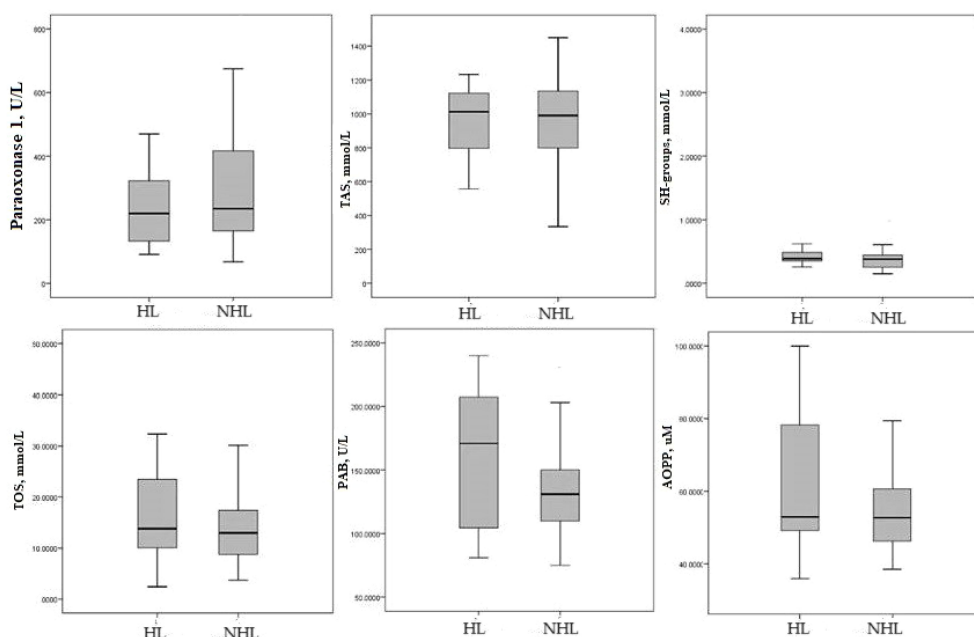 Paraoxonase 1, U/L
800
600
400
200
0
HL NHL
TAS, mmol/L
1400
1200
1000
800
600
400
200
0
HL NHL
SH-groups, mmol/L
4.0000
3.0000
2.0000
1.0000
.0000
HL NHL
TOS, mmol/L
50.0000
40.0000
30.0000
20.0000
10.0000
.0000
HL NHL
PAB, U/L
250.0000
200.0000
150.0000
100.0000
50.0000
HL NHL
AOPP, uM
100.0000
80.0000
60.0000
40.0000
HL NHL